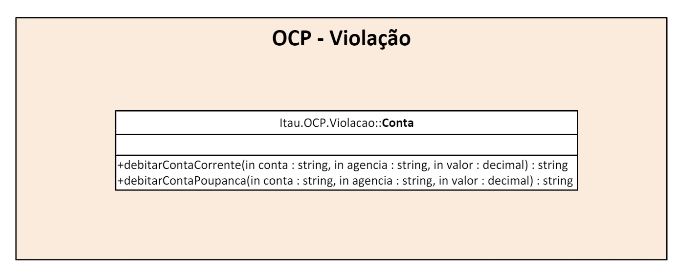 OCP - Violação
Itau.OCP.Violacao::Conta
+debitarContaCorrente(in conta : string, in agencia : string, in valor : decimal) : string
+debitarContaPoupanca(in conta : string, in agencia : string, in valor : decimal) : string